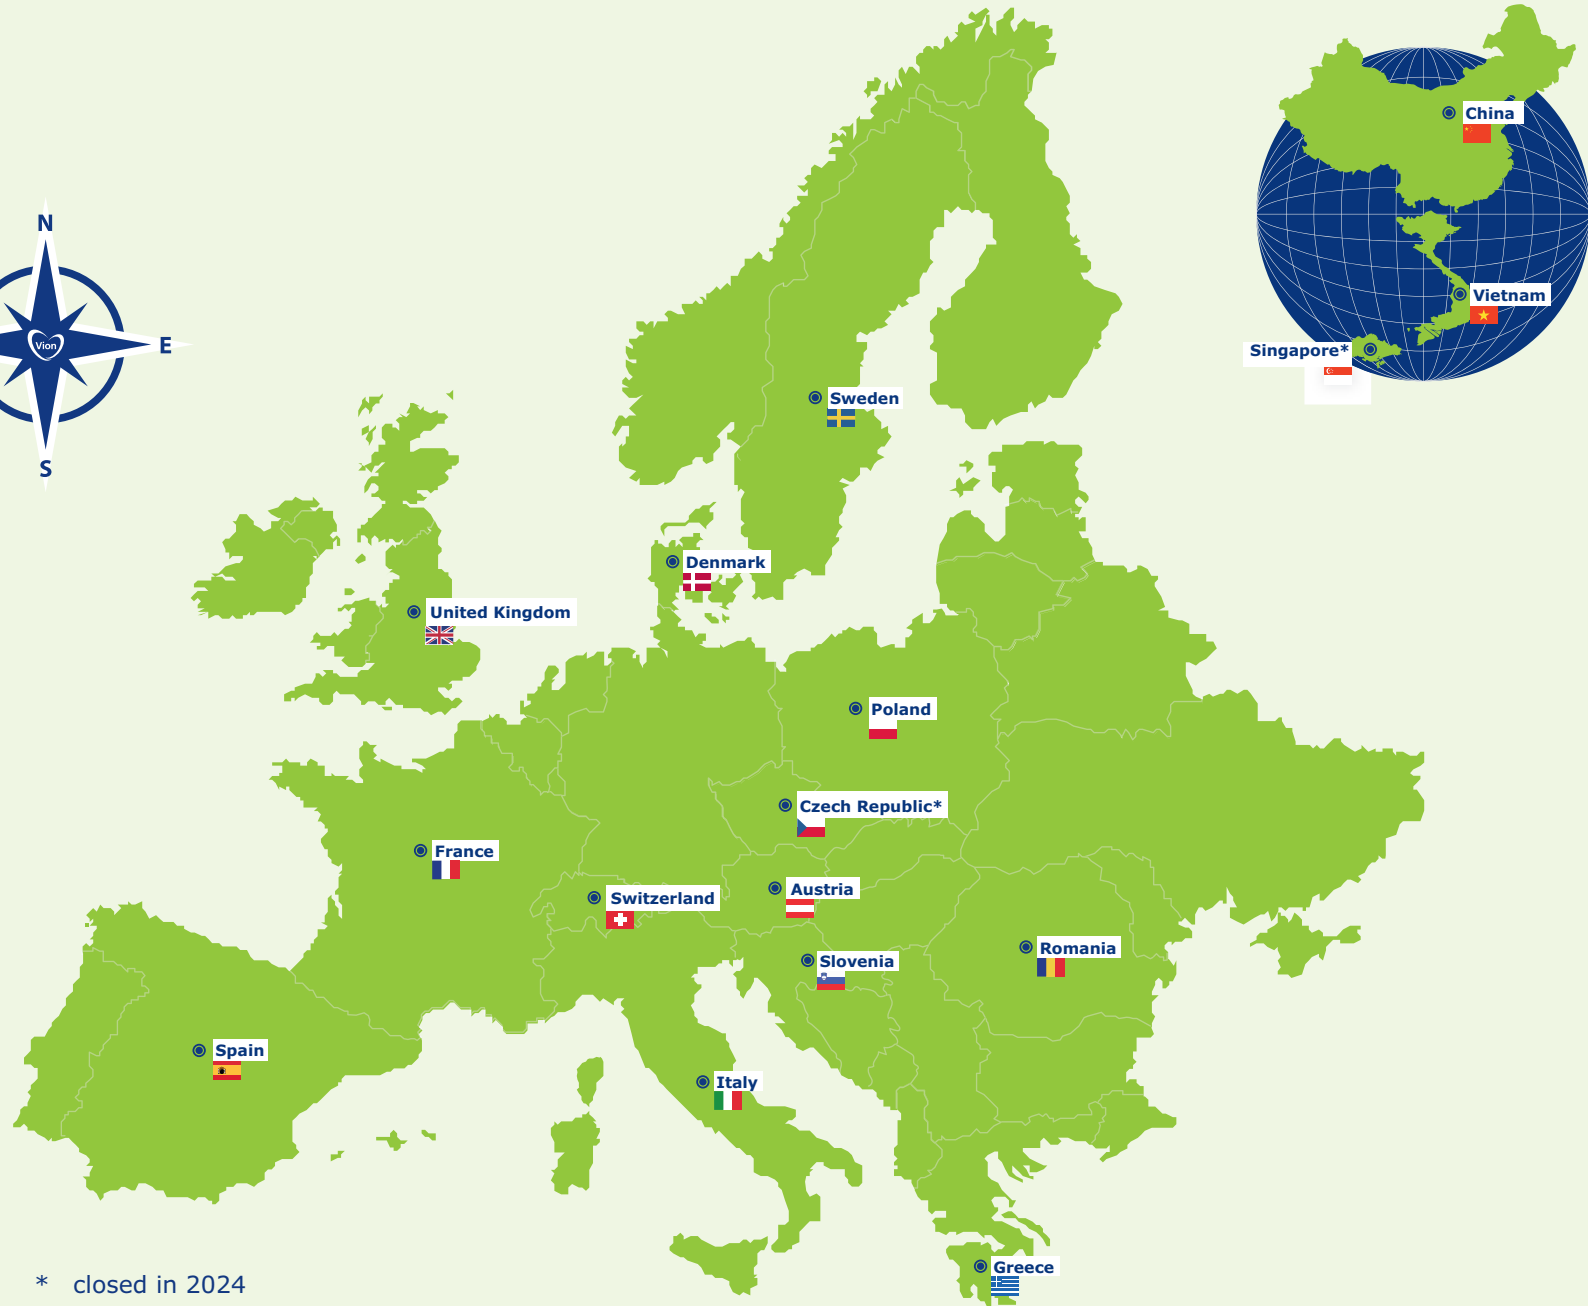 China
N
Vietnam
Vion
E
Singapore*
Sweden
S
Denmark
United Kingdom
Poland
Czech Republic*
France
Austria
Switzerland
Romania
Slovenia
Spain
Italy
Greece
* closed in 2024